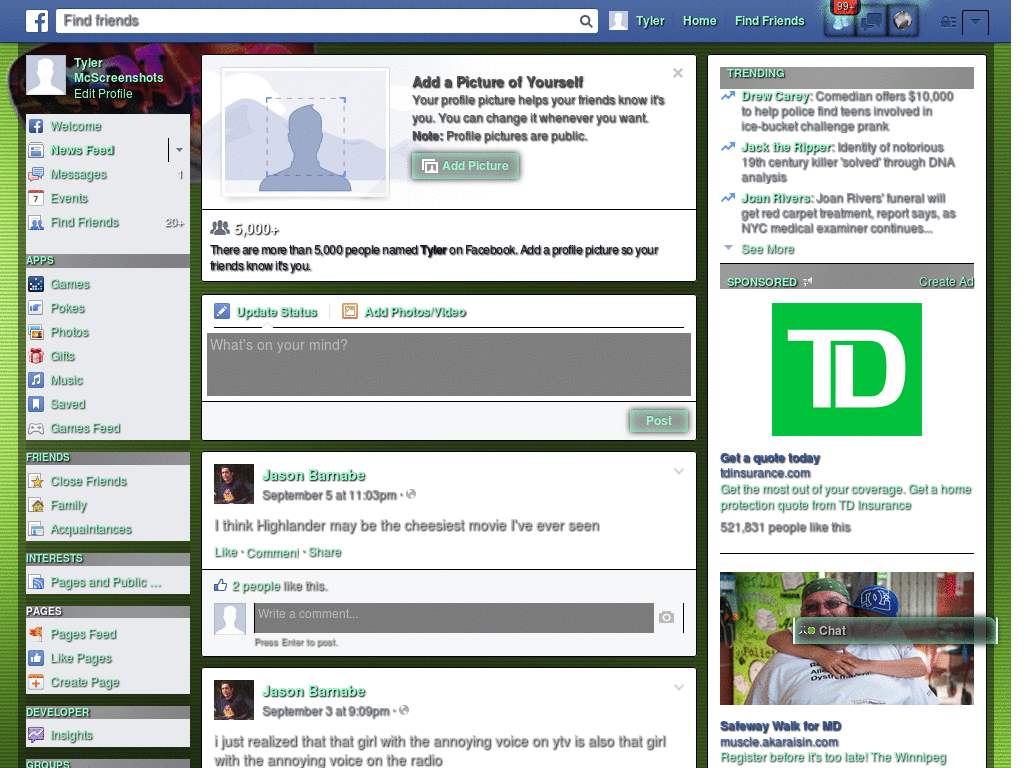 Find friends
Tyler
Home
Find Friends
99+
Tyler
McScreenshots
Edit Profile
Welcome
News Feed
Messages 1
Events
Find Friends 20+
APPS
Games
Pokes
Photos
Gifts
Music
Saved
Games Feed
FRIENDS
Close Friends
Family
Acquaintances
INTERESTS
Pages and Public ...
PAGES
Pages Feed
Like Pages
Create Page
DEVELOPER
Insights
GROUPS
Add a Picture of Yourself
Your profile picture helps your friends know it's
you. You can change it whenever you want.
Note: Profile pictures are public.
Add Picture
5,000+
There are more than 5,000 people named Tyler on Facebook. Add a profile picture so your
friends know it's you.
Update Status
Add Photos/Video
What's on your mind?
Post
Jason Barnabe
September 5 at 11:03pm ·
I think Highlander may be the cheesiest movie I've ever seen
Like · Comment · Share
2 people like this.
Write a comment...
Press Enter to post.
Jason Barnabe
September 3 at 9:09pm ·
i just realized that that girl with the annoying voice on ytv is also that girl
with the annoying voice on the radio
TRENDING
Drew Carey: Comedian offers $10,000
to help police find teens involved in
ice-bucket challenge prank
Jack the Ripper: Identity of notorious
19th century killer 'solved' through DNA
analysis
Joan Rivers: Joan Rivers' funeral will
get red carpet treatment, report says, as
NYC medical examiner continues...
See More
SPONSORED
Create Ad
TD
Get a quote today
tdinsurance.com
Get the most out of your coverage. Get a home
protection quote from TD Insurance
521,831 people like this
Chat
Safeway Walk for MD
muscle.akaraisin.com
Register before it's too late! The Winnipeg